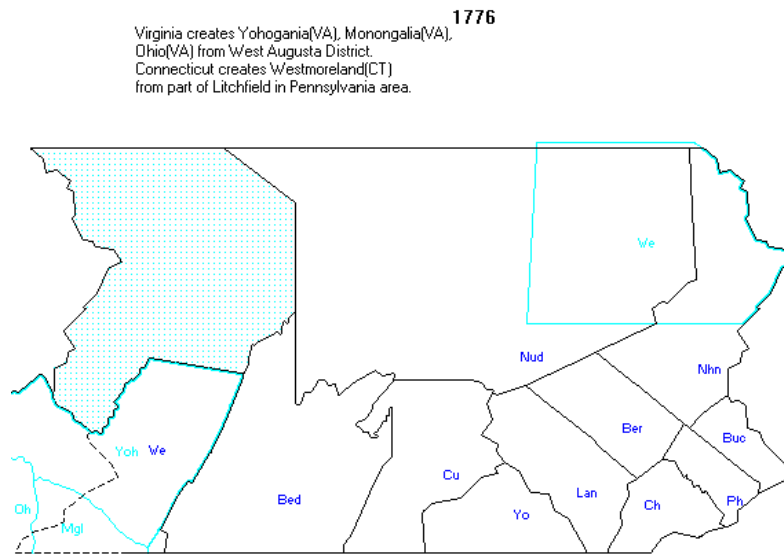 1776
Virginia creates Yohogania(VA), Monongalia(VA),
Ohio(VA) from West Augusta District.
Connecticut creates Westmoreland(CT)
from part of Litchfield in Pennsylvania area.
We
Nud
Nhn
Ber
Buc
Yoh We
Cu
Bed
Lan
Ch
Ph
Oh
Yo
Mgl